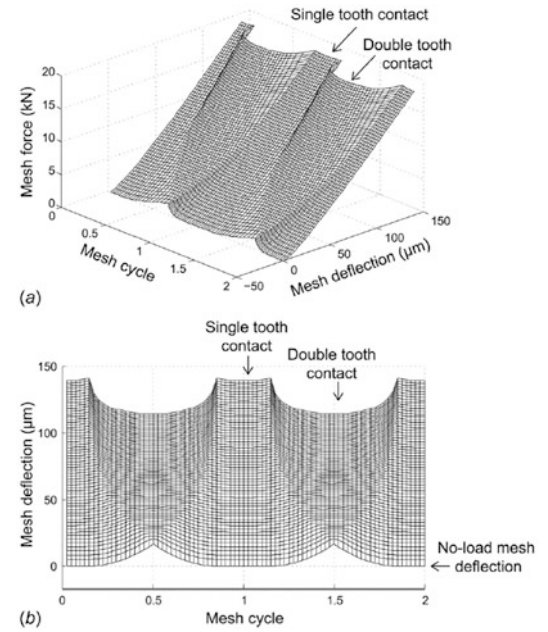 Single tooth contact
Double tooth
contact
20
15
10
5
0
Mesh force (kN)
0
0.5
1
1.5
2
Mesh cycle
−50
0
50
100
150
Mesh deflection (μm)
(a)
Single tooth
contact
Double tooth
contact
150
100
50
0
Mesh deflection (μm)
No-load mesh
deflection
0
0.5
1
1.5
2
Mesh cycle
(b)